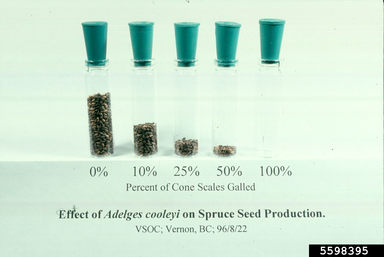 0% 10% 25% 50% 100%
Percent of Cone Scales Galled
Effect of Adelges cooleyi on Spruce Seed Production.
VSOC; Vernon, BC; 96/8/22
5598395